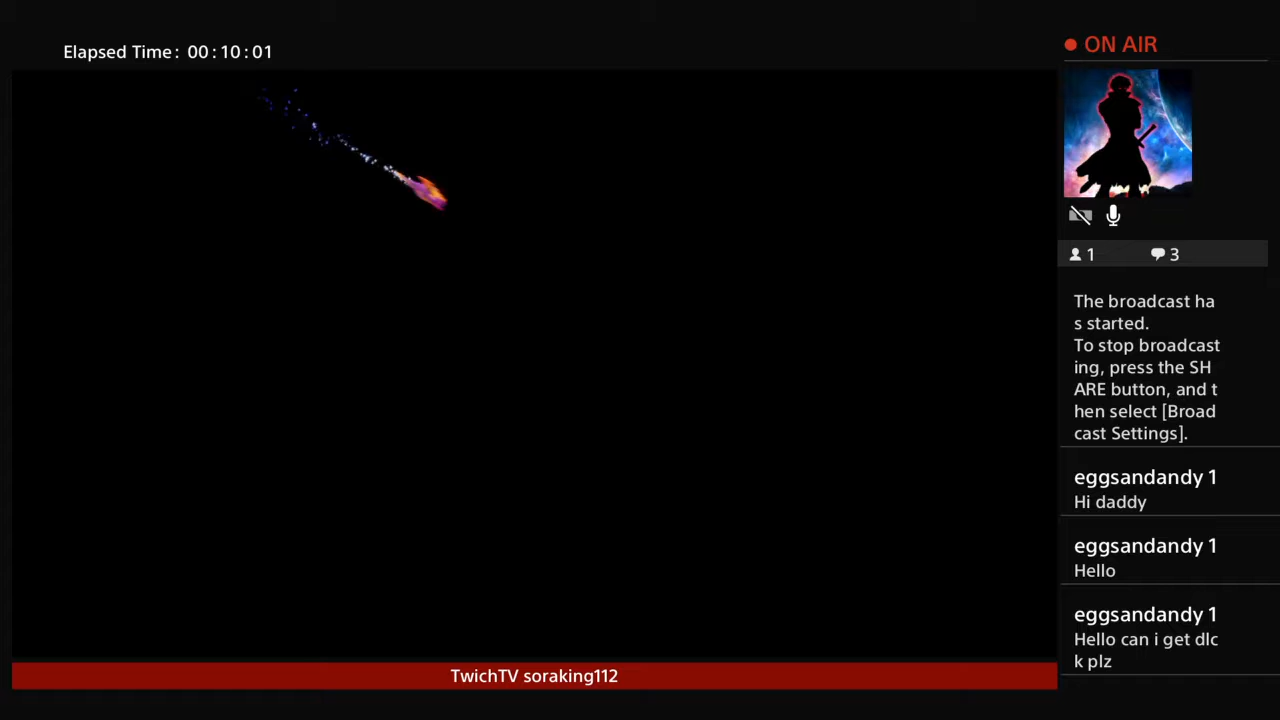 Elapsed Time: 00:10:01
ON AIR
1 3
The broadcast ha
s started.
To stop broadcast
ing, press the SH
ARE button, and t
hen select [Broad
cast Settings].
eggsandandy 1
Hi daddy
eggsandandy 1
Hello
eggsandandy 1
Hello can i get dlc
k plz
TwichTV soraking112